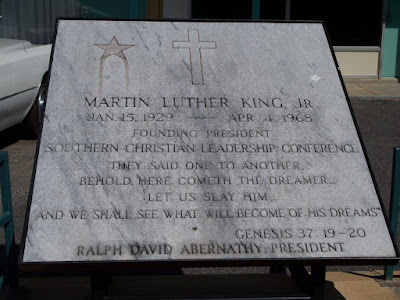 MARTIN LUTHER KING, JR.
JAN. 15, 1929 — APR. 4, 1968
FOUNDING PRESIDENT
SOUTHERN CHRISTIAN LEADERSHIP CONFERENCE
"THEY SAID ONE TO ANOTHER,
BEHOLD, HERE COMETH THE DREAMER...
LET US SLAY HIM...
AND WE SHALL SEE WHAT WILL BECOME OF HIS DREAMS"
GENESIS 37: 19-20
RALPH DAVID ABERNATHY, PRESIDENT